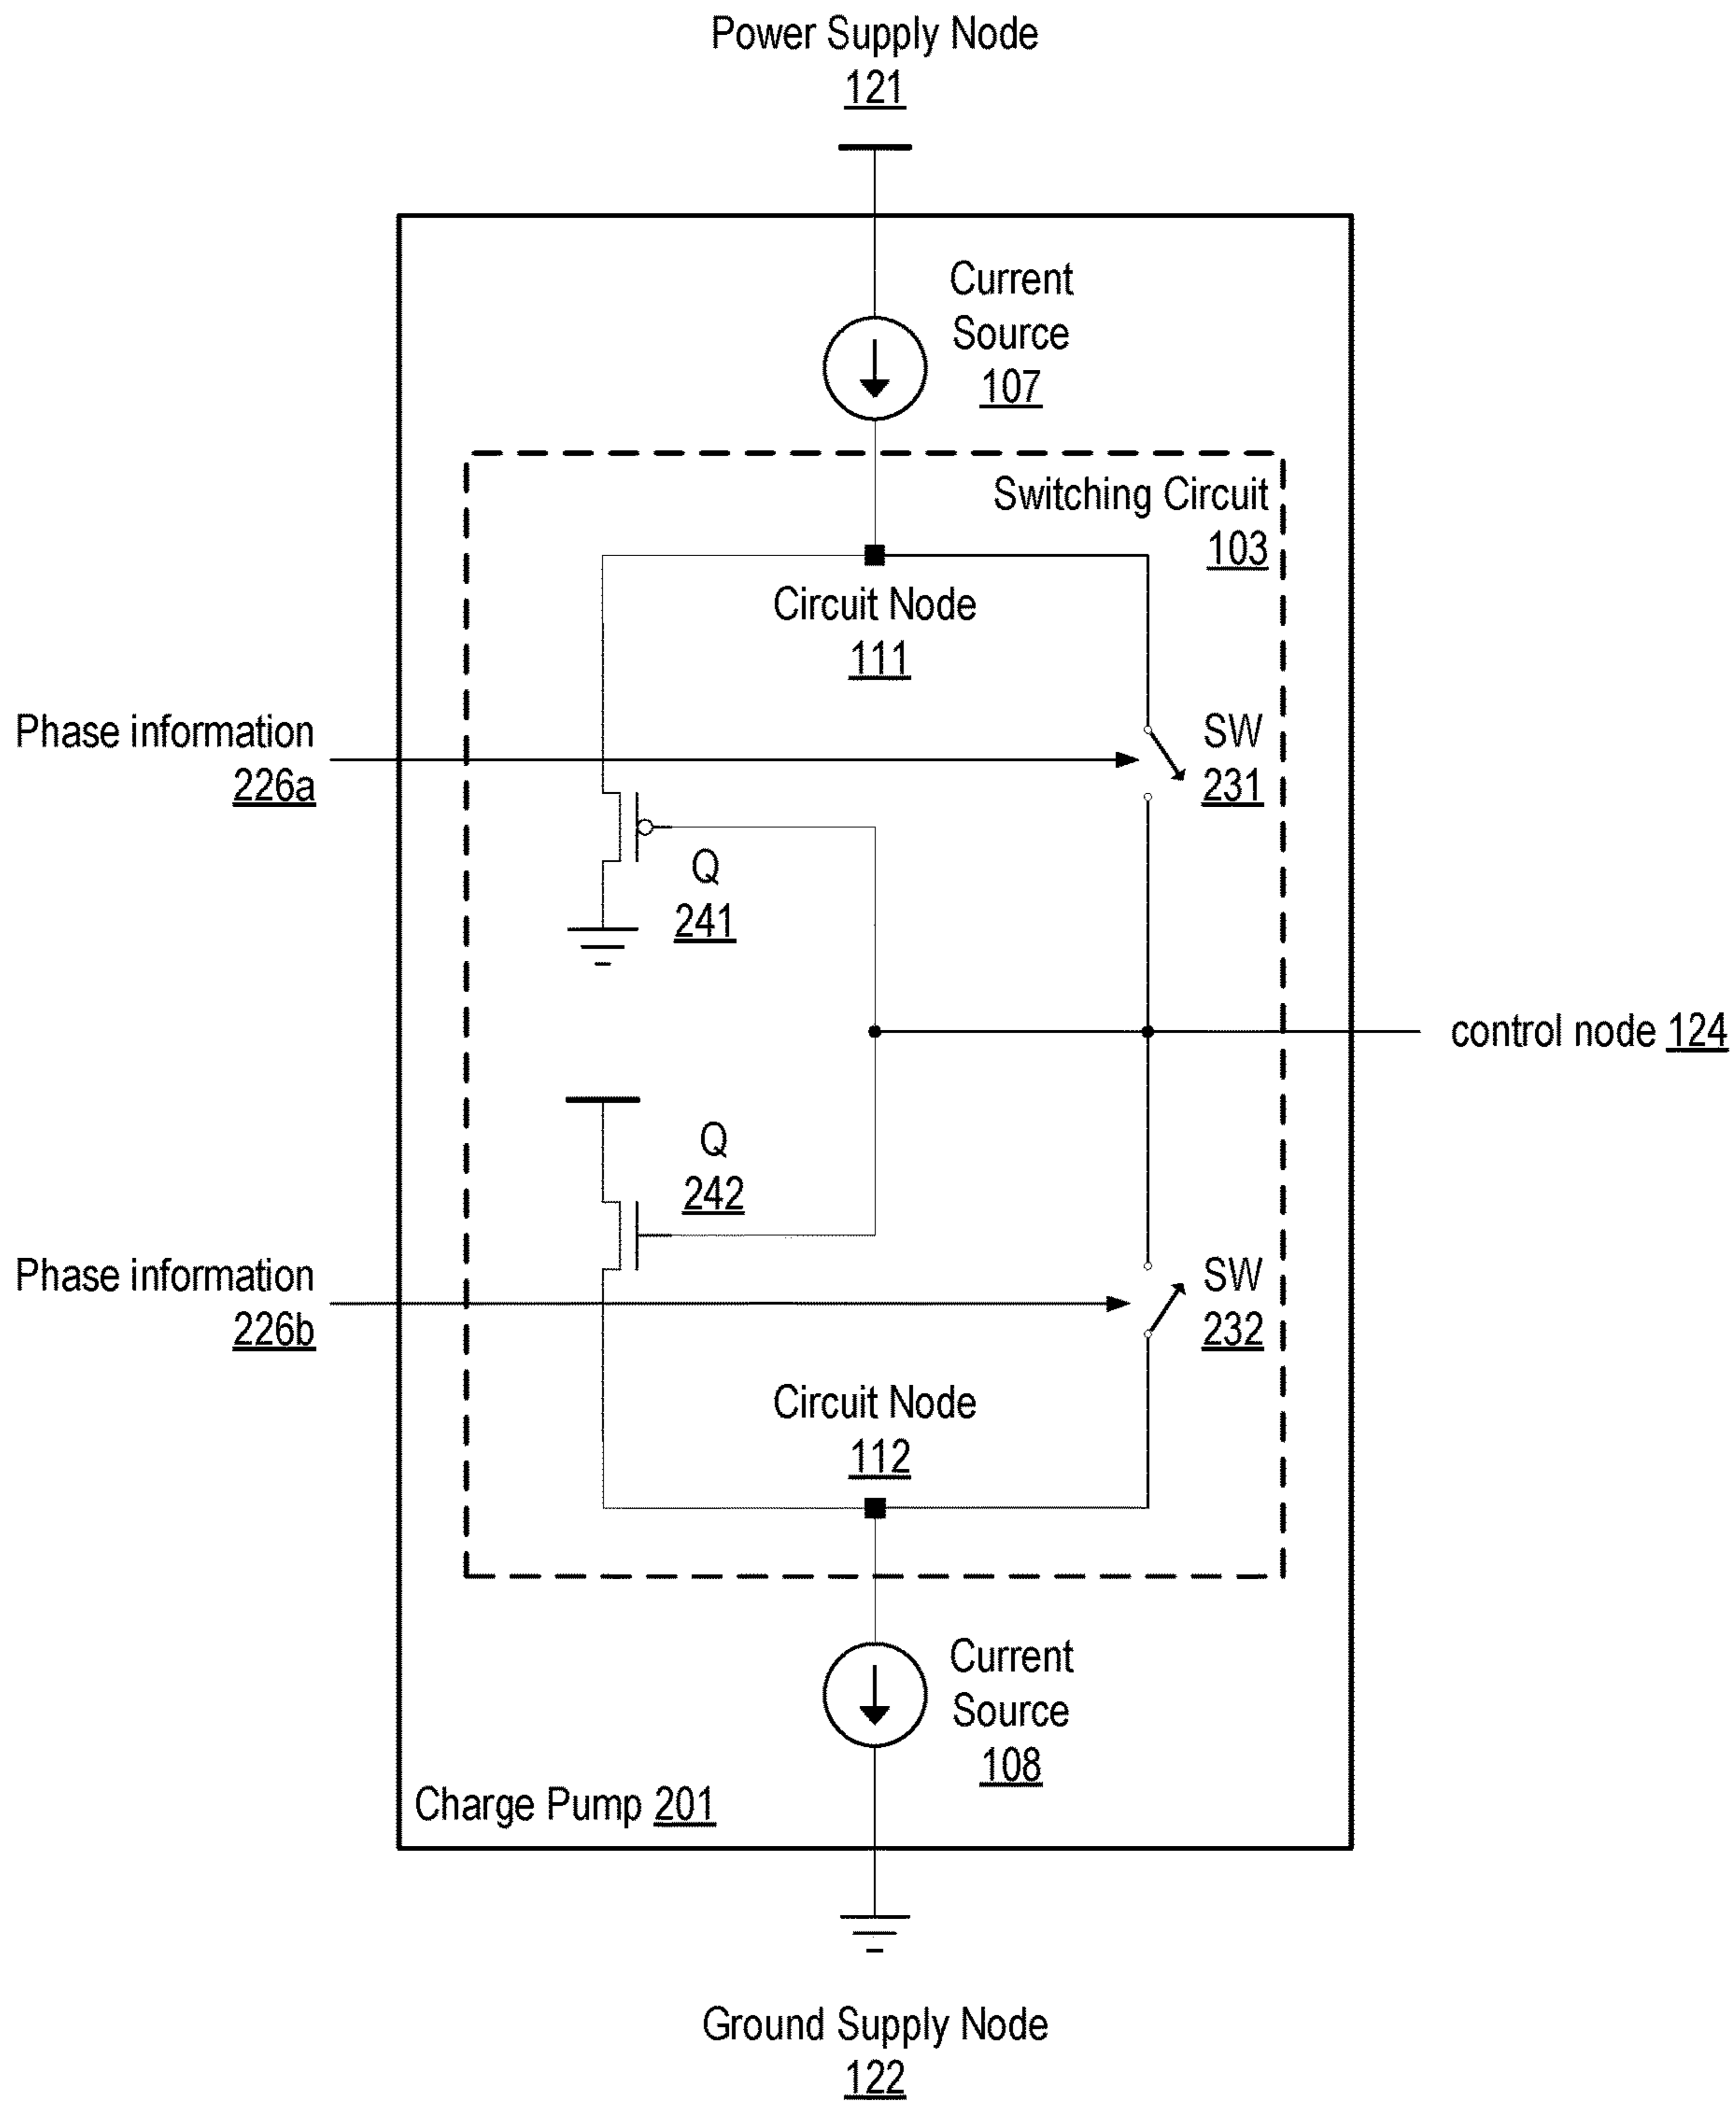 Power Supply Node
121
Current
Source
107
Switching Circuit
103
Circuit Node
111
Phase information
226a
SW
231
Q
241
control node 124
Q
242
Phase information
226b
SW
232
Circuit Node
112
Current
Source
108
Charge Pump 201
Ground Supply Node
122